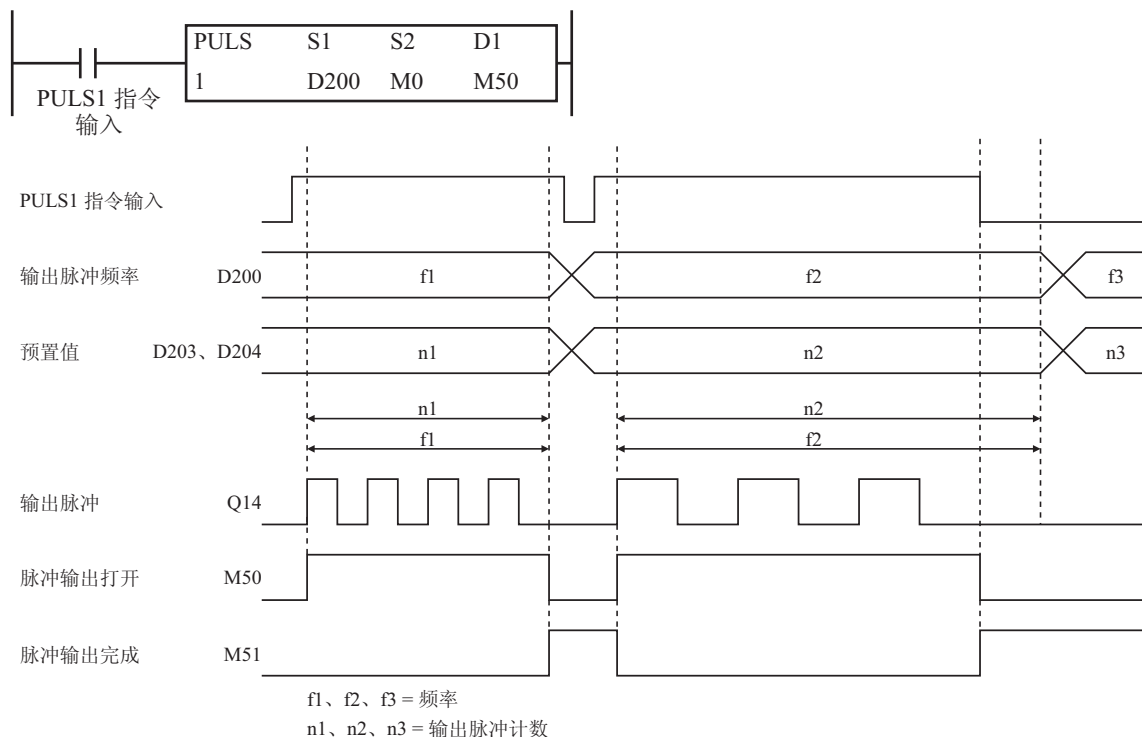 PULS S1 S2 D1
1 D200 M0 M50
PULS1 指令
输入
PULS1 指令输入
输出脉冲频率 D200 f1 f2 f3
预置值 D203、D204 n1 n2 n3
n1 n2
f1 f2
输出脉冲 Q14
脉冲输出打开 M50
脉冲输出完成 M51
f1、f2、f3 = 频率
n1、n2、n3 = 输出脉冲计数